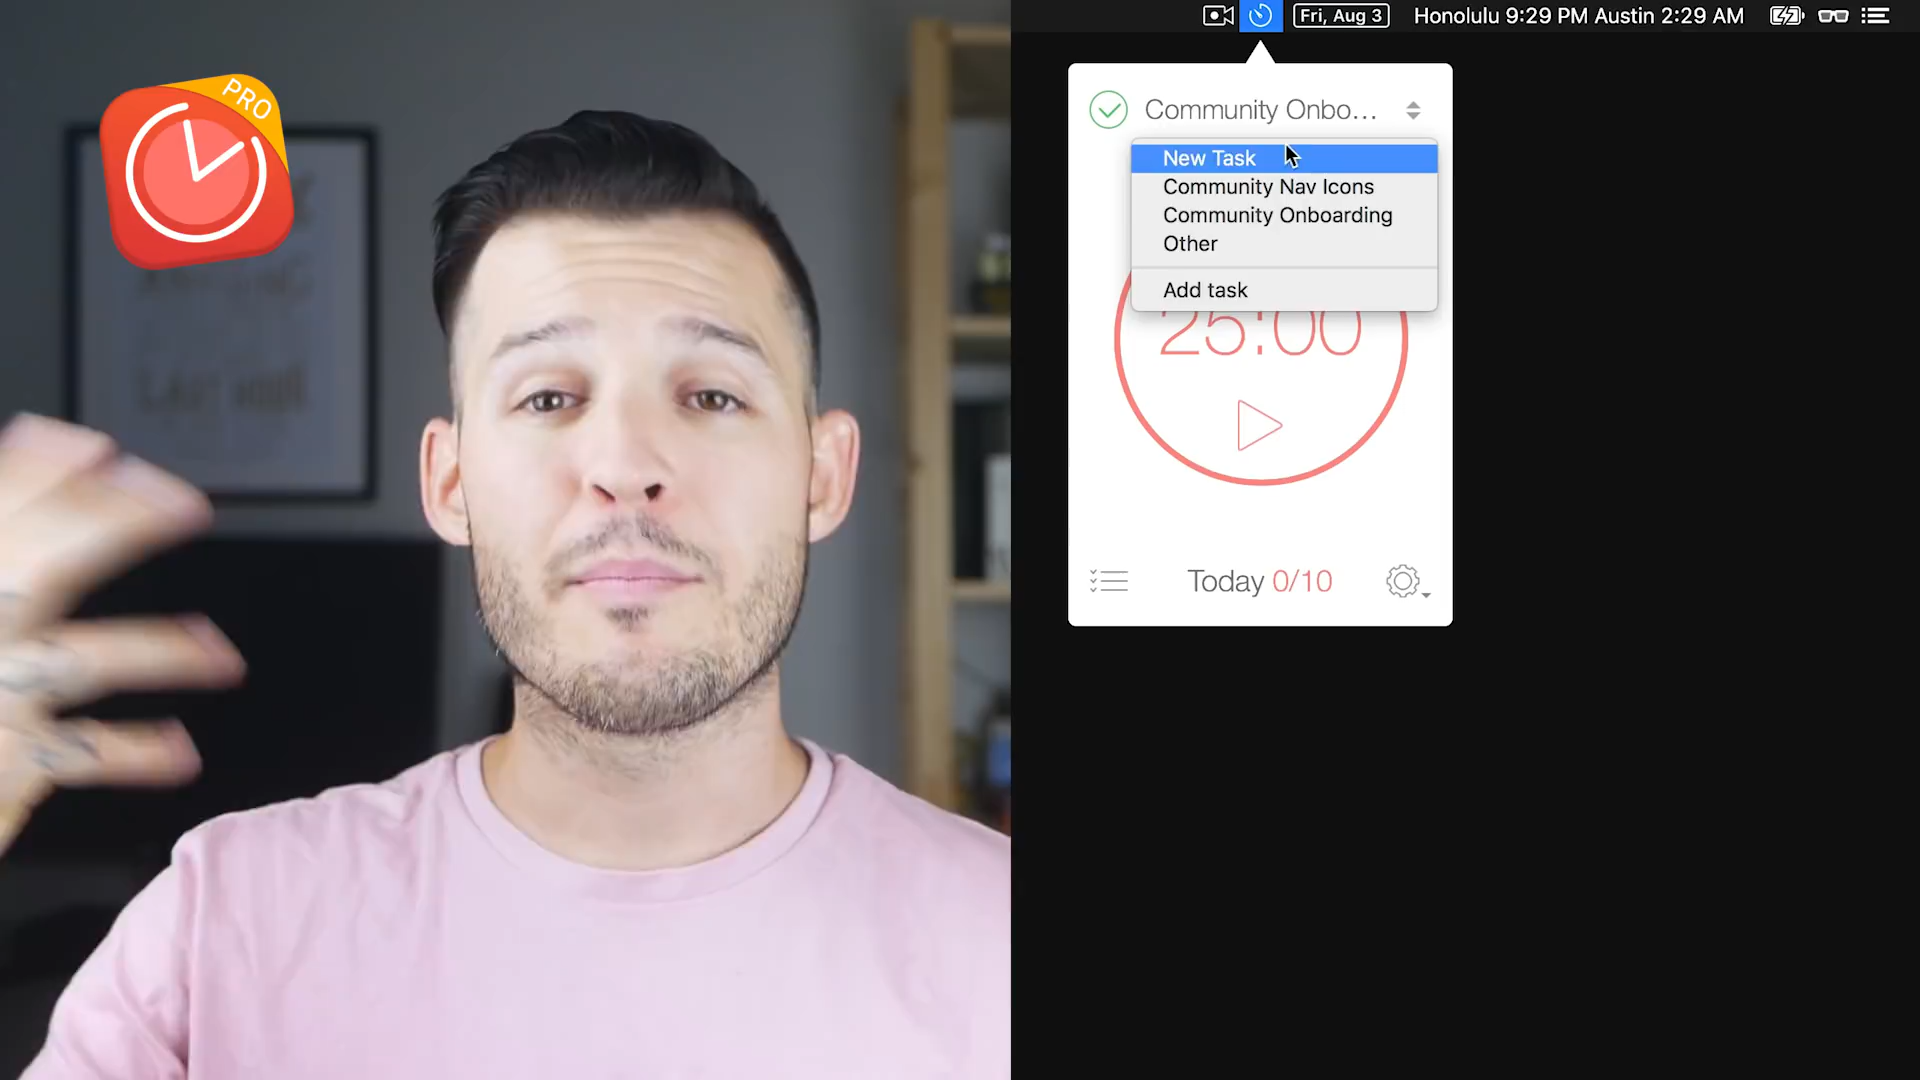 PRO
Fri, Aug 3
Honolulu 9:29 PM Austin 2:29 AM
Community Onbo...
New Task
Community Nav Icons
Community Onboarding
Other
Add task
25:00
Today 0/10